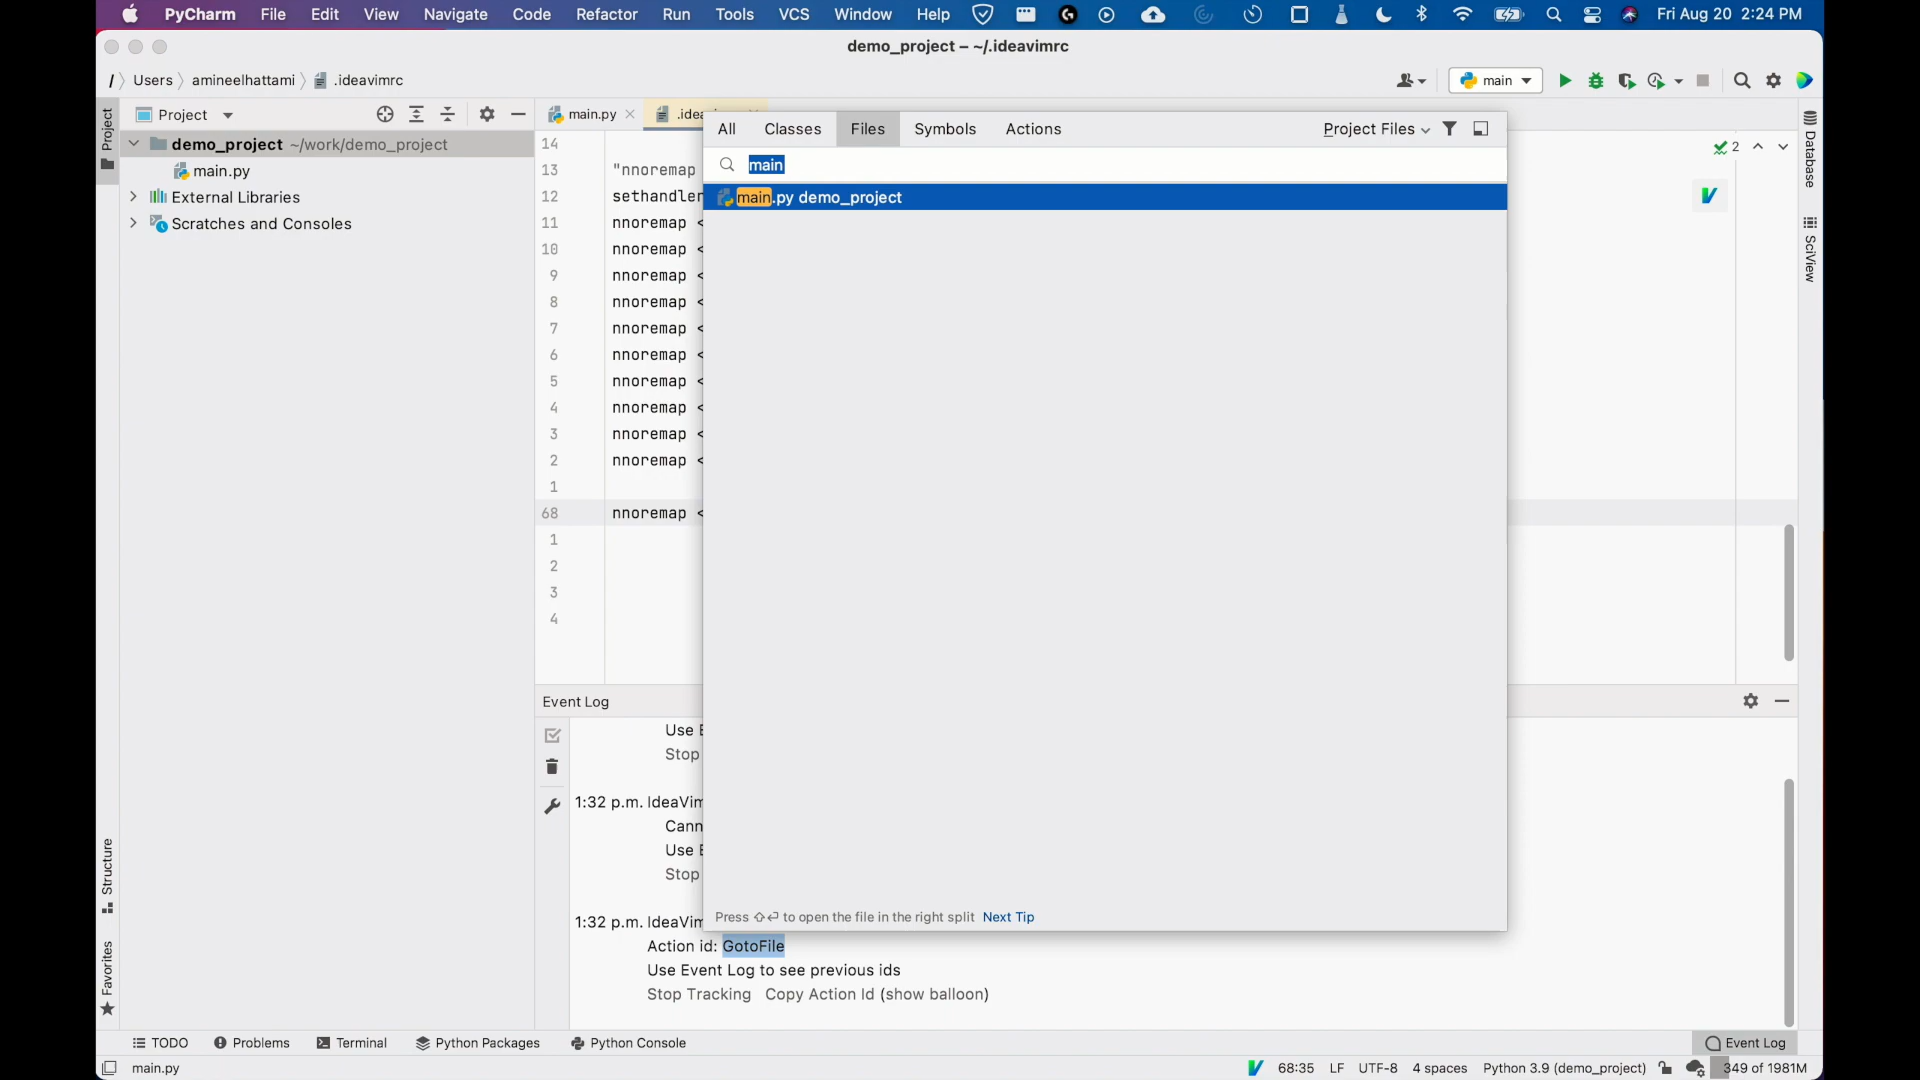 PyCharm File Edit View Navigate Code Refactor Run Tools VCS Window Help Fri Aug 20 2:24 PM
demo_project – ~/.ideavimrc
/ Users amineelhattami .ideavimrc main
Project main.py .idea
demo_project ~/work/demo_project
main.py
External Libraries
Scratches and Consoles
Project
Structure
Favorites
All Classes Files Symbols Actions Project Files
main
main.py demo_project
Press ⇧⏎ to open the file in the right split Next Tip
14
13 "nnoremap
12 sethandler
11 nnoremap <
10 nnoremap <
9 nnoremap <
8 nnoremap <
7 nnoremap <
6 nnoremap <
5 nnoremap <
4 nnoremap <
3 nnoremap <
2 nnoremap <
1
68 nnoremap <
1
2
3
4
2
Database
SciView
Event Log
Use E
Stop
1:32 p.m. IdeaVim
Cann
Use E
Stop
1:32 p.m. IdeaVim
Action id: GotoFile
Use Event Log to see previous ids
Stop Tracking Copy Action Id (show balloon)
TODO Problems Terminal Python Packages Python Console Event Log
main.py 68:35 LF UTF-8 4 spaces Python 3.9 (demo_project) 349 of 1981M